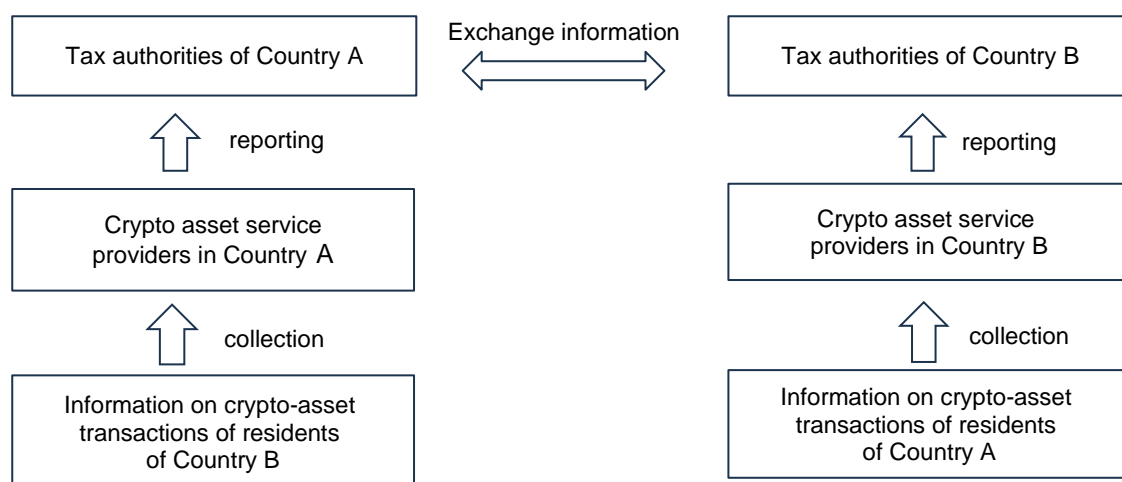 Tax authorities of Country A
Exchange information
Tax authorities of Country B
reporting
reporting
Crypto asset service
providers in Country A
Crypto asset service
providers in Country B
collection
collection
Information on crypto-asset
transactions of residents
of Country B
Information on crypto-asset
transactions of residents
of Country A